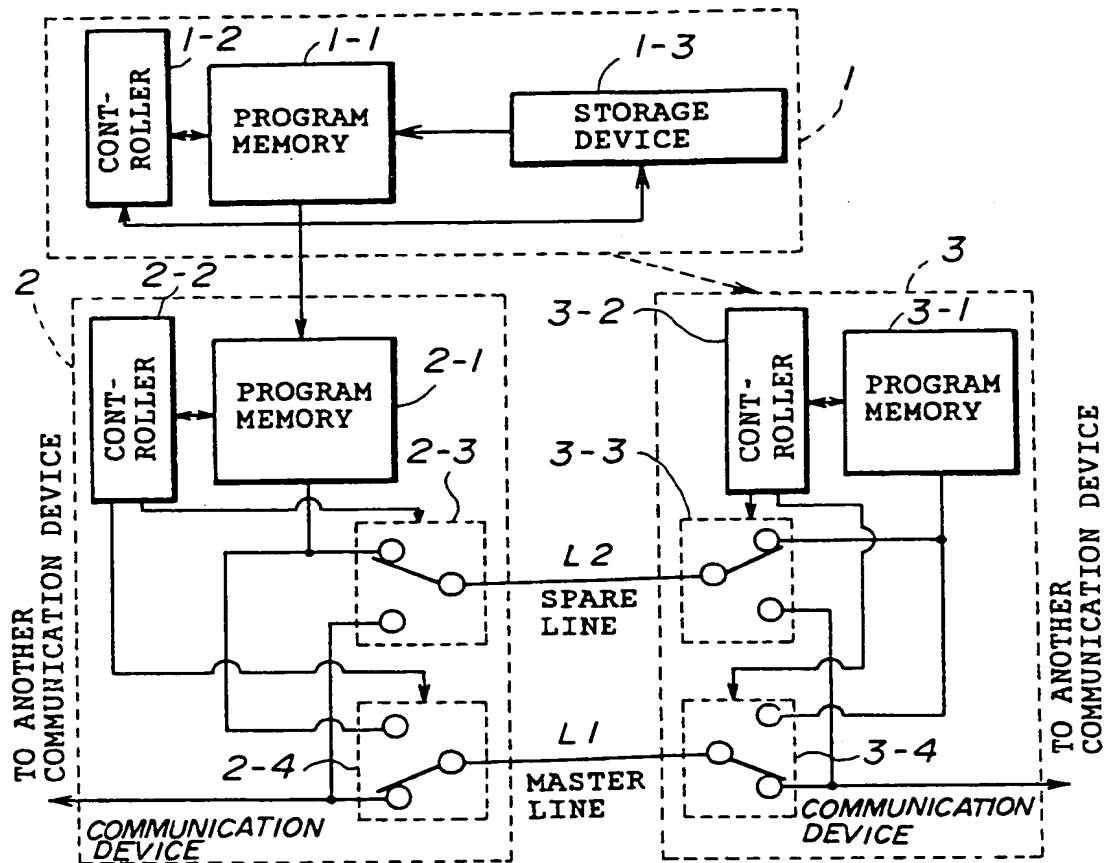 1-2
1-1
1-3
1
CONT-
ROLLER
PROGRAM
MEMORY
STORAGE
DEVICE
2
2-2
3
3-2
3-1
CONT-
ROLLER
PROGRAM
MEMORY
2-1
CONT-
ROLLER
PROGRAM
MEMORY
2-3
3-3
L2
SPARE
LINE
TO ANOTHER
COMMUNICATION DEVICE
TO ANOTHER
COMMUNICATION DEVICE
2-4
L1
MASTER
LINE
3-4
COMMUNICATION
DEVICE
COMMUNICATION
DEVICE